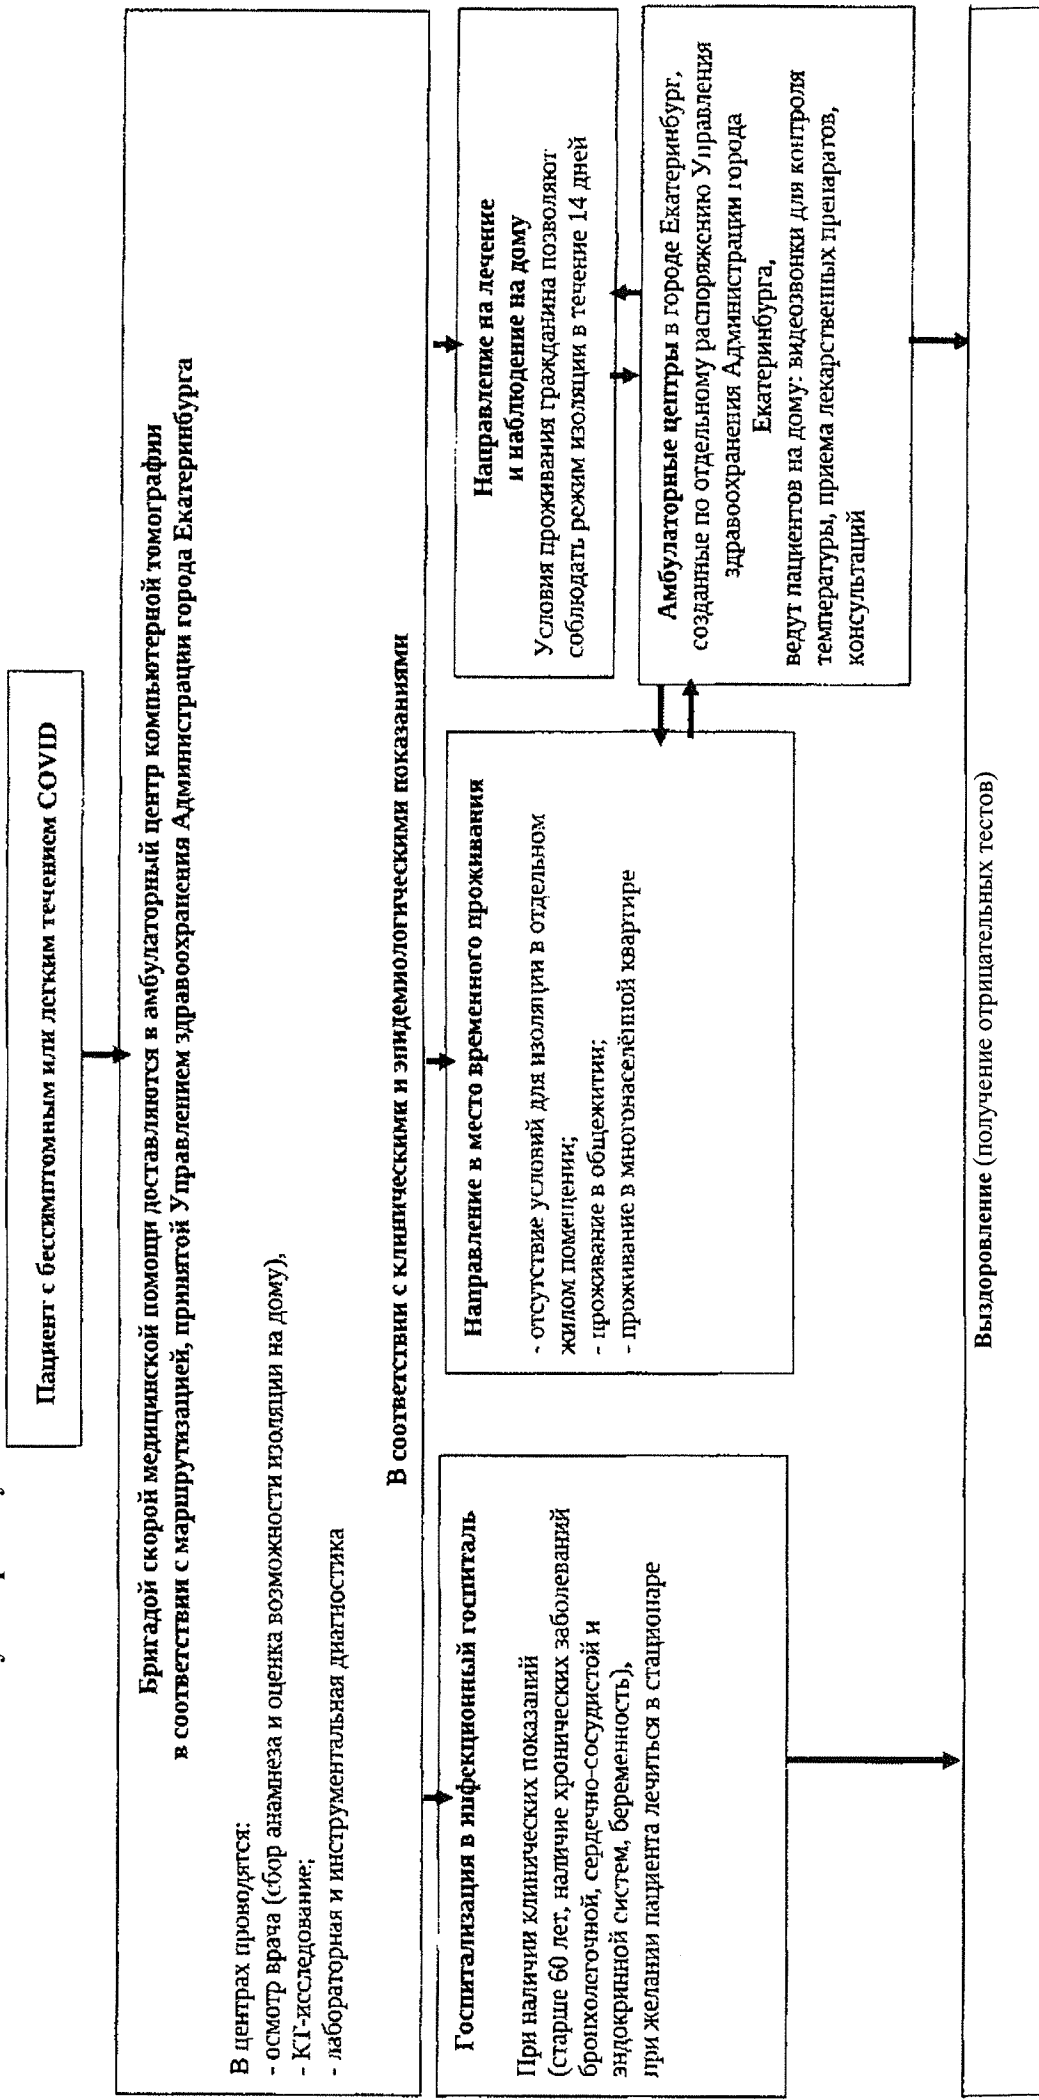 Пациент с бессимптомным или легким течением COVID
Бригадой скорой медицинской помощи доставляются в амбулаторный центр компьютерной томографии
в соответствии с маршрутизацией, принятой Управлением здравоохранения Администрации города Екатеринбурга
В центрах проводятся:
- осмотр врача (сбор анамнеза и оценка возможности изоляции на дому),
- КТ-исследование;
- лабораторная и инструментальная диагностика
В соответствии с клиническими и эпидемиологическими показаниями
Госпитализация в инфекционный госпиталь
При наличии клинических показаний
(старше 60 лет, наличие хронических заболеваний
бронхолегочной, сердечно-сосудистой и
эндокринной систем, беременность),
при желании пациента лечиться в стационаре
Направление в место временного проживания
- отсутствие условий для изоляции в отдельном
жилом помещении;
- проживание в общежитии;
- проживание в многонаселённой квартире
Направление на лечение
и наблюдение на дому
Условия проживания гражданина позволяют
соблюдать режим изоляции в течение 14 дней
Амбулаторные центры в городе Екатеринбург,
созданные по отдельному распоряжению Управления
здравоохранения Администрации города
Екатеринбурга,
ведут пациентов на дому: видеозвонки для контроля
температуры, приема лекарственных препаратов,
консультаций
Выздоровление (получение отрицательных тестов)